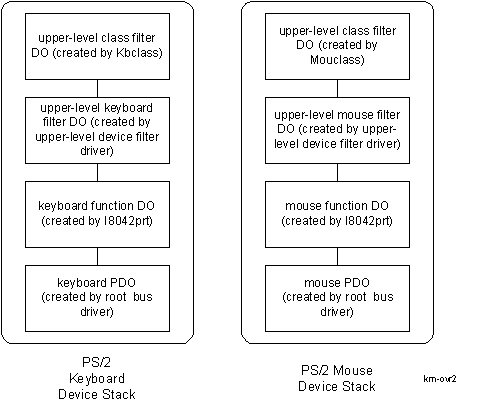 upper-level class filter
DO (created by Kbclass)
upper-level keyboard
filter DO (created by
upper-level device filter
driver)
keyboard function DO
(created by I8042prt)
keyboard PDO
(created by root bus
driver)
PS/2
Keyboard
Device Stack
upper-level class filter
DO (created by
Mouclass)
upper-level mouse filter
DO (created by upper-
level device filter driver)
mouse function DO
(created by I8042prt)
mouse PDO
(created by root bus
driver)
PS/2 Mouse
Device Stack
km-ovr2